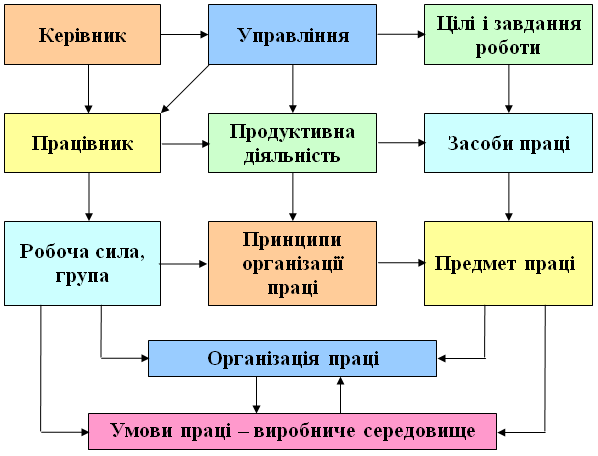 Керівник
Управління
Цілі і завдання
роботи
Працівник
Продуктивна
діяльність
Засоби праці
Робоча сила,
група
Принципи
організації
праці
Предмет праці
Організація праці
Умови праці – виробниче середовище